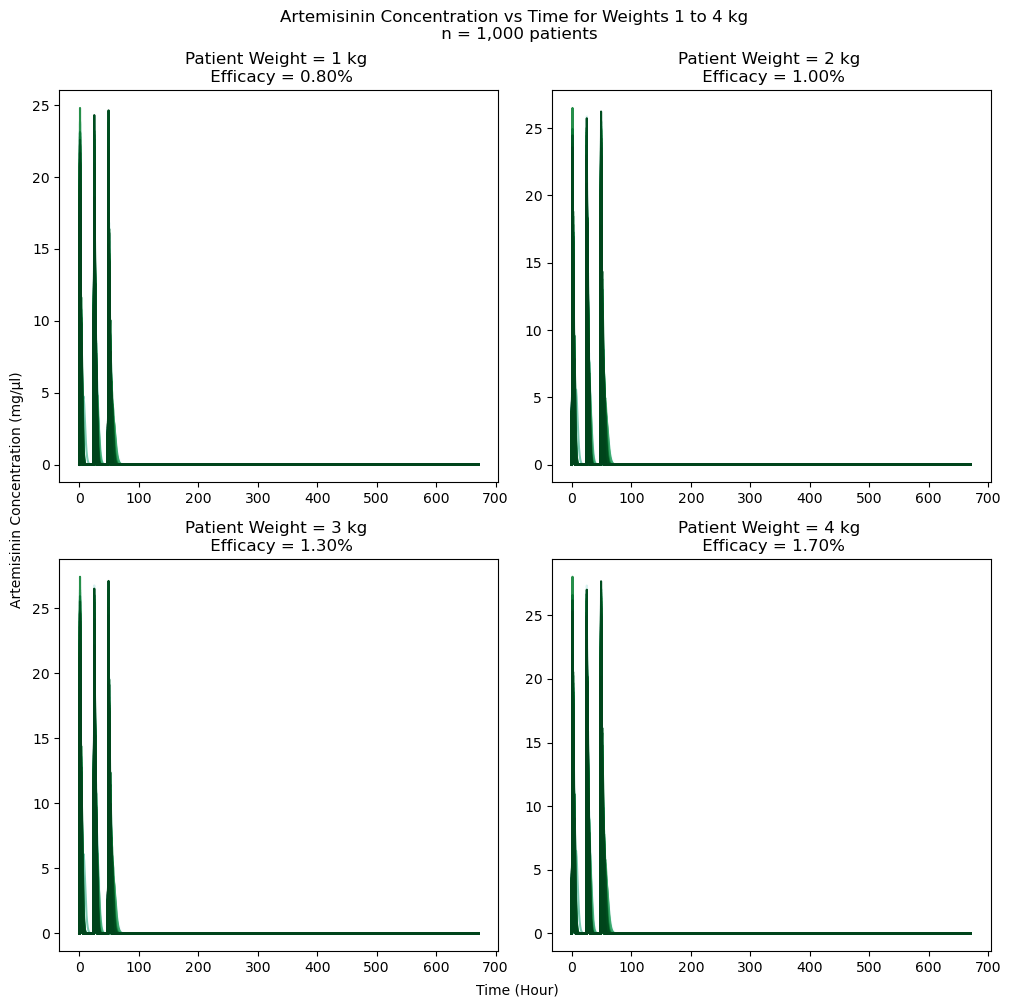 Artemisinin Concentration vs Time for Weights 1 to 4 kg
n = 1,000 patients
Patient Weight = 1 kg
Efficacy = 0.80%
25
20
15
10
5
0
0 100 200 300 400 500 600 700
Patient Weight = 2 kg
Efficacy = 1.00%
25
20
15
10
5
0
0 100 200 300 400 500 600 700
Patient Weight = 3 kg
Efficacy = 1.30%
25
20
15
10
5
0
0 100 200 300 400 500 600 700
Patient Weight = 4 kg
Efficacy = 1.70%
25
20
15
10
5
0
0 100 200 300 400 500 600 700
Artemisinin Concentration (mg/μl)
Time (Hour)